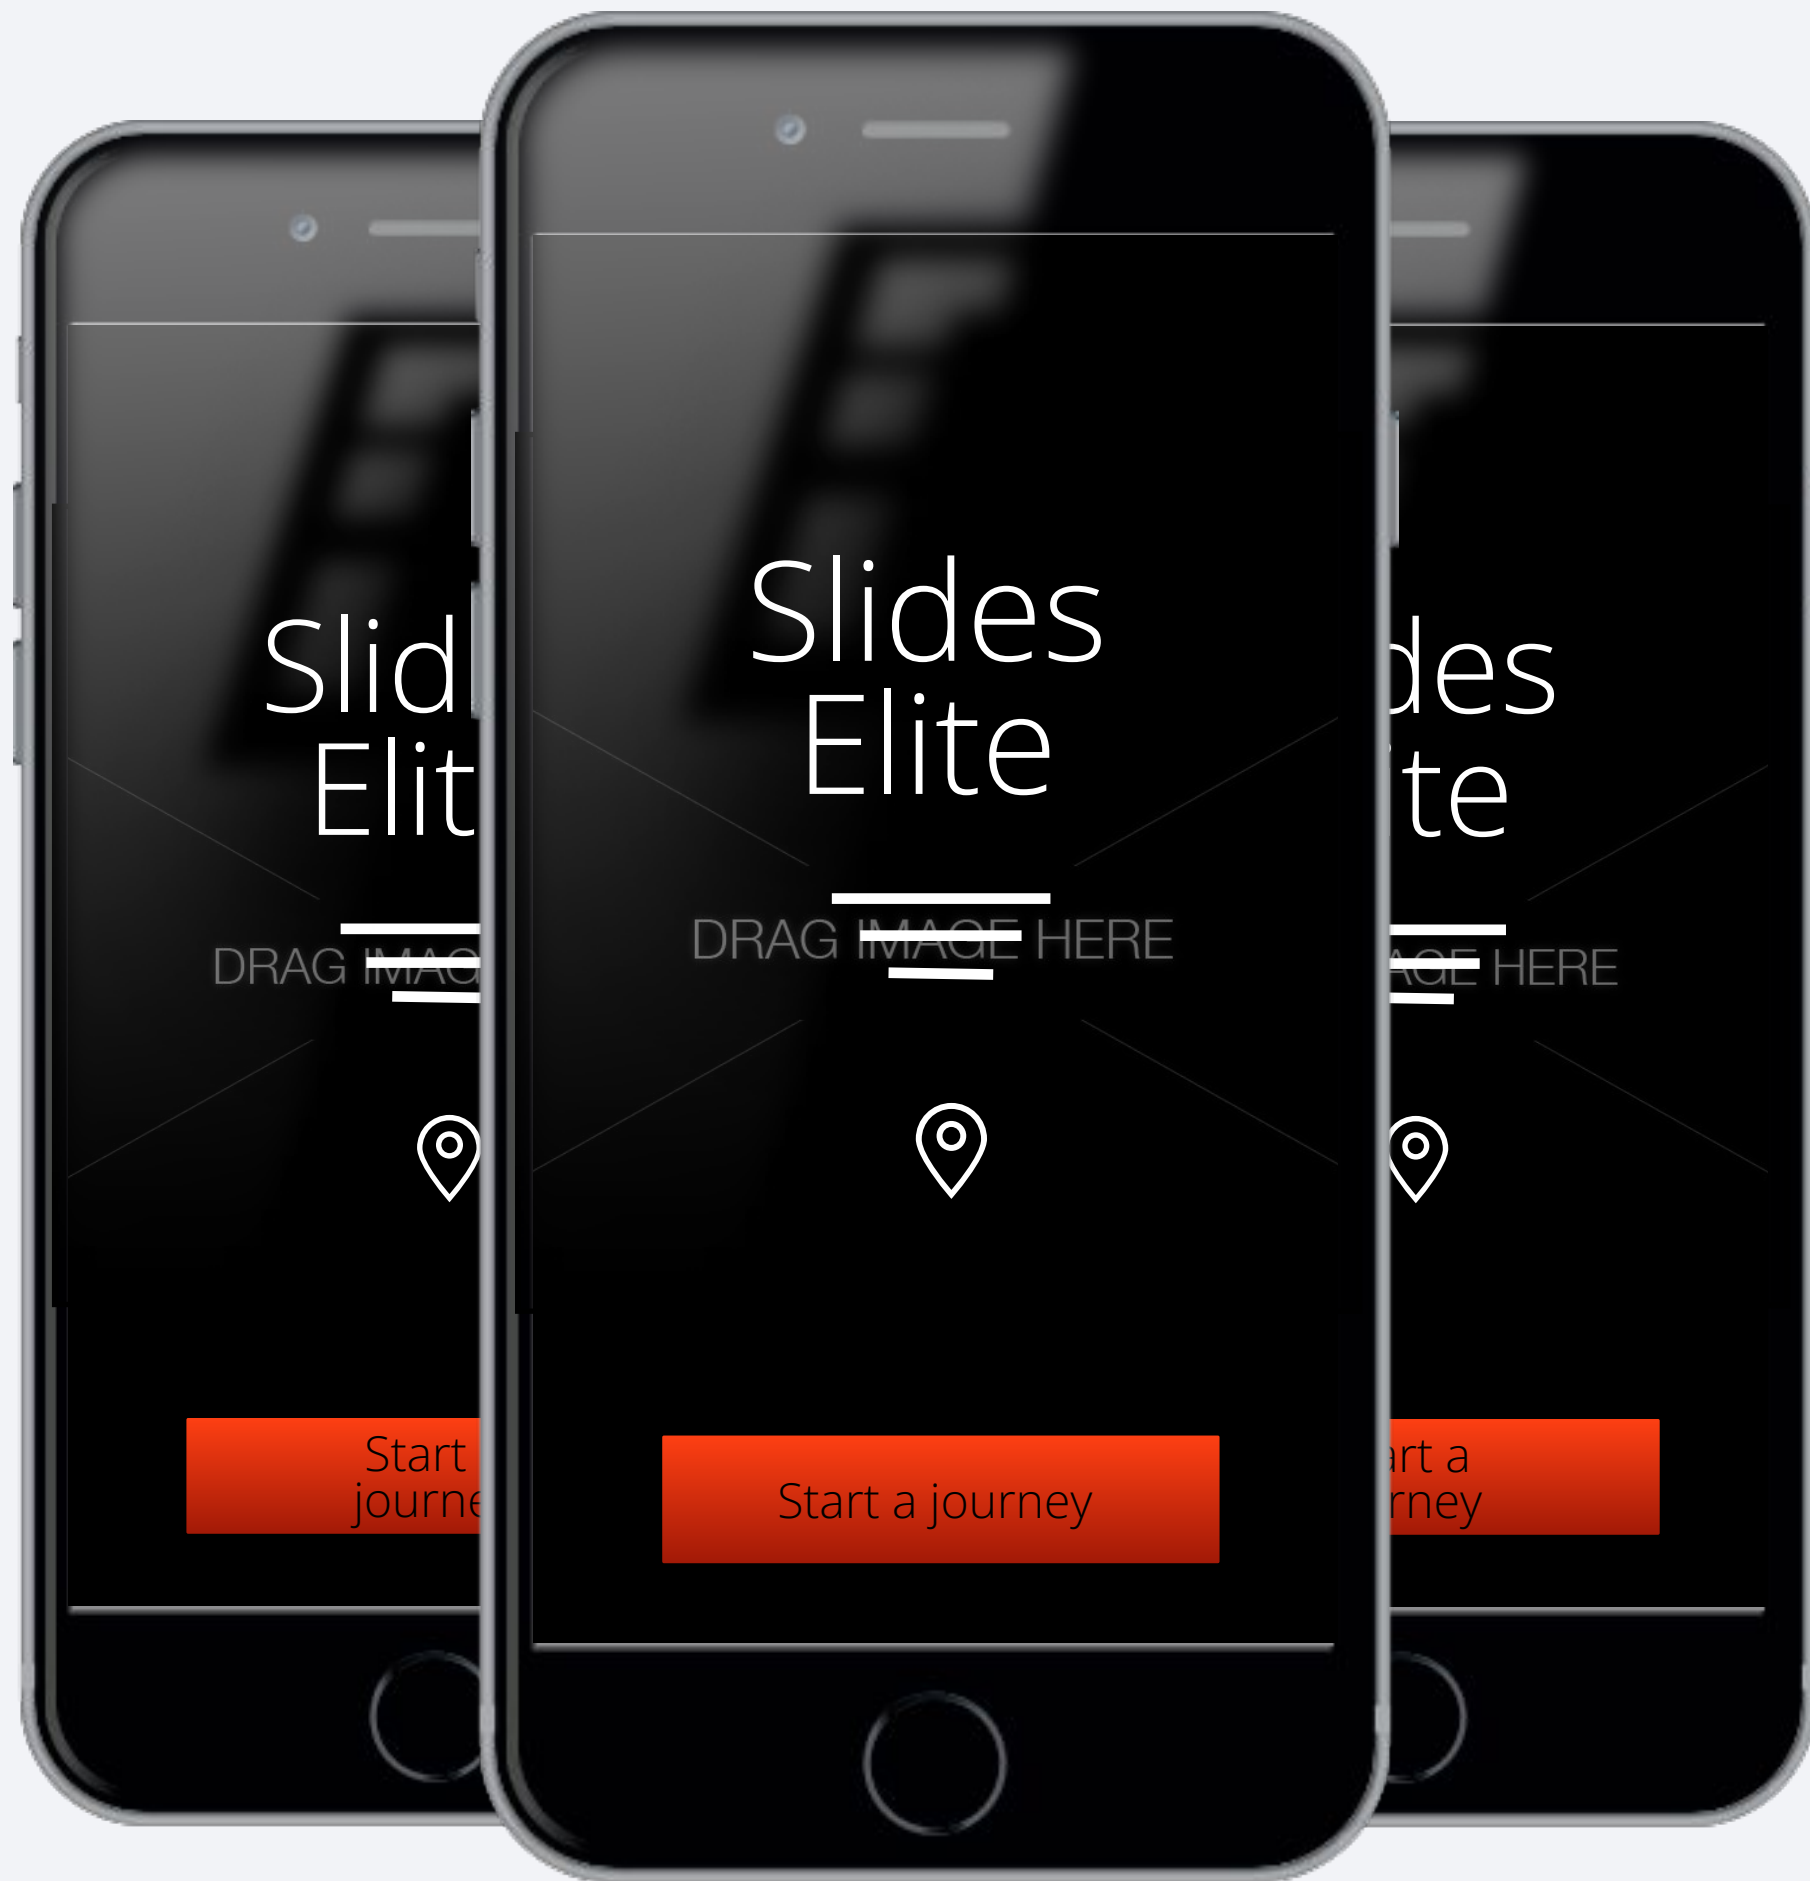 Slides
Elite
DRAG IMAGE HERE
Start a journey
Slid
Elit
DRAG IMAG
Start
journe
des
te
AGE HERE
art a
rney